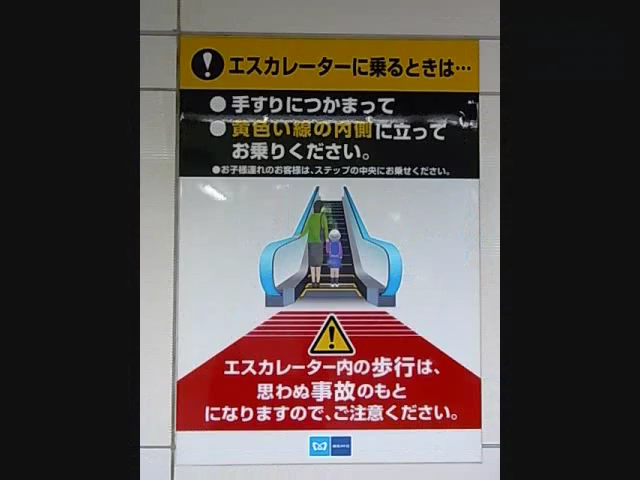 エスカレーターに乗るときは…
●手すりにつかまって
●黄色い線の内側に立って
お乗りください。
●お子様連れのお客様は、ステップの中央にお乗せください。
エスカレーター内の歩行は、
思わぬ事故のもと
になりますので、ご注意ください。